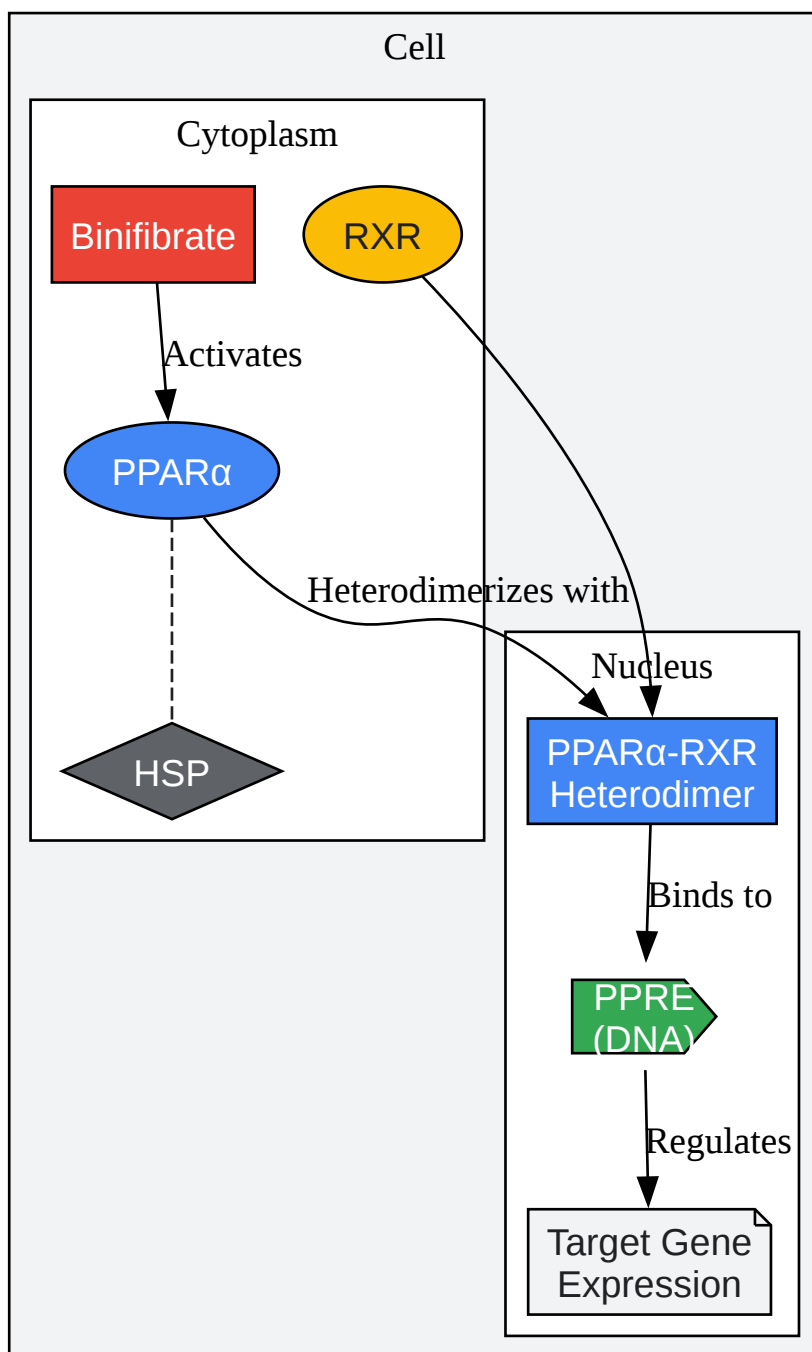 Cell
Cytoplasm
Binifibrate
RXR
Activates
PPARα
Heterodimerizes with
Nucleus
HSP
PPARα-RXR
Heterodimer
Binds to
PPRE
(DNA)
Regulates
Target Gene
Expression